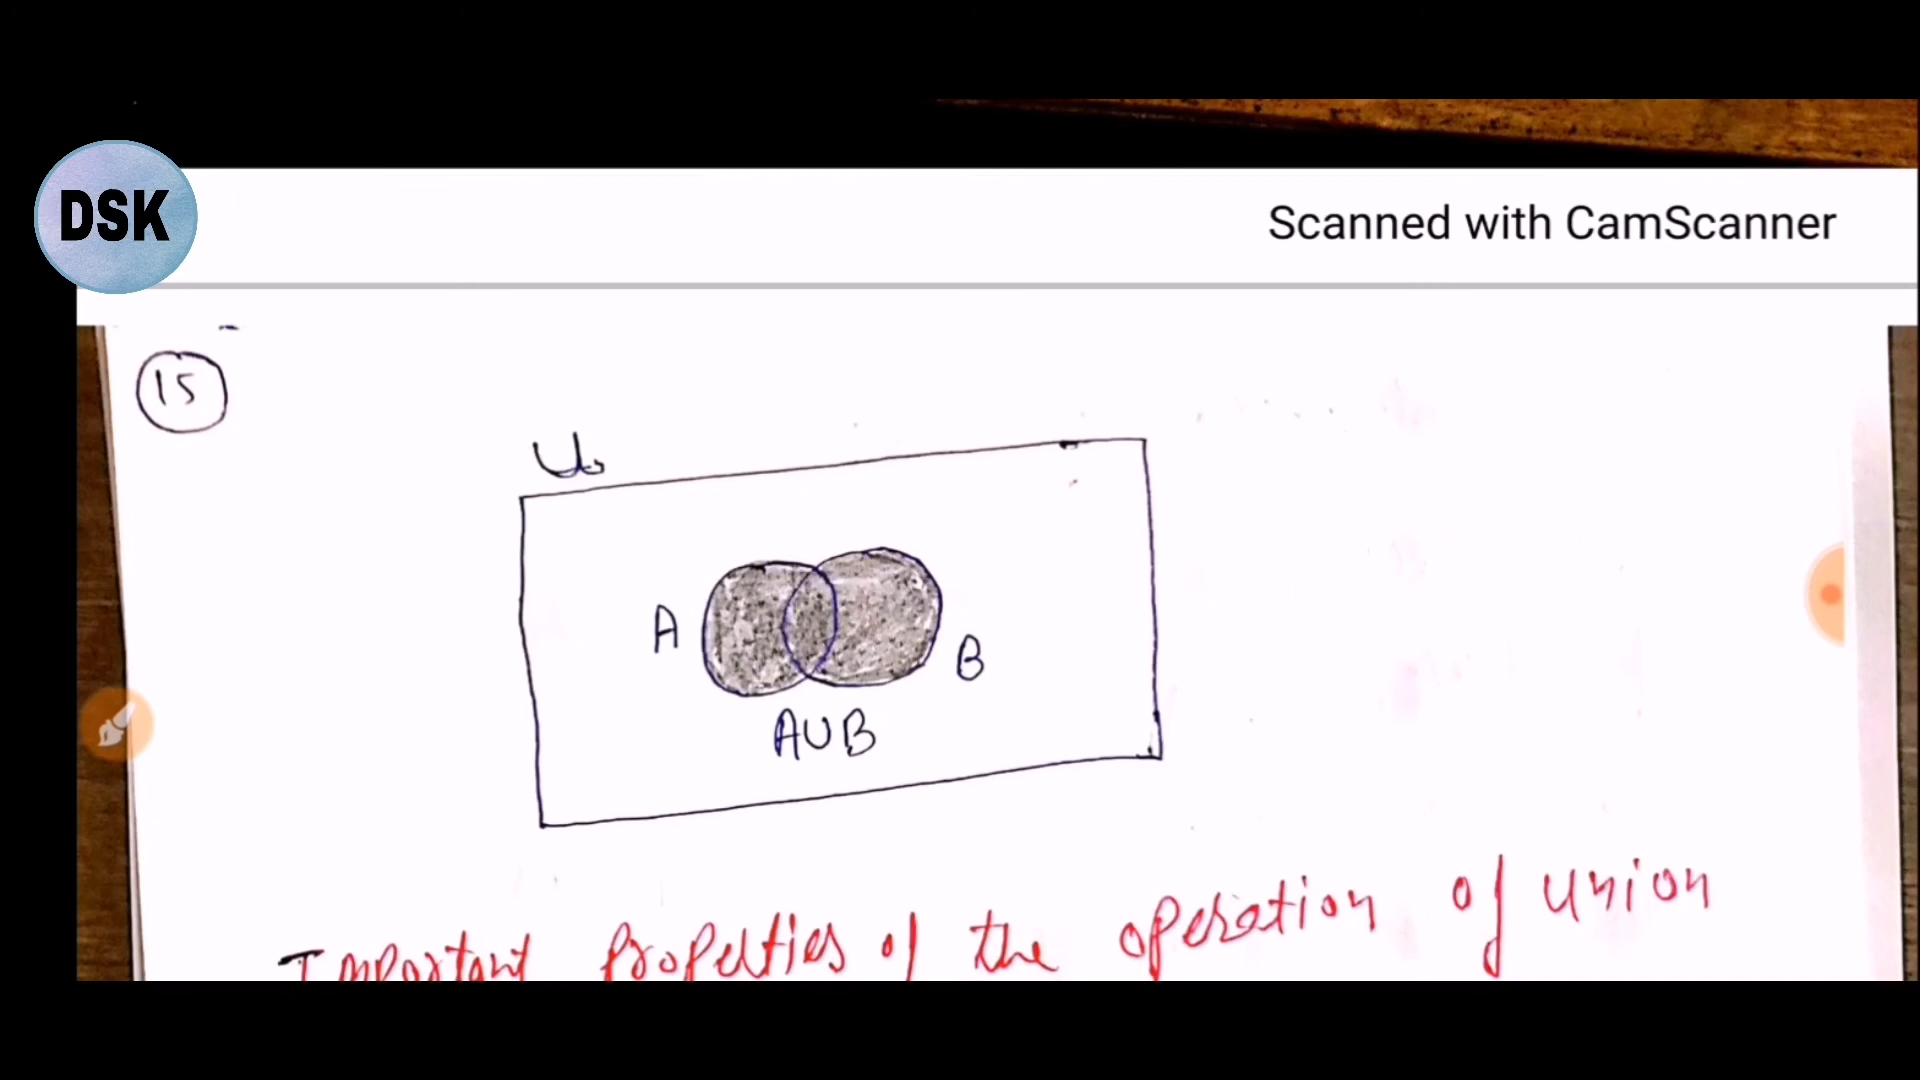 DSK
Scanned with CamScanner
15
U
A
B
A∪B
Important properties of the operation of union